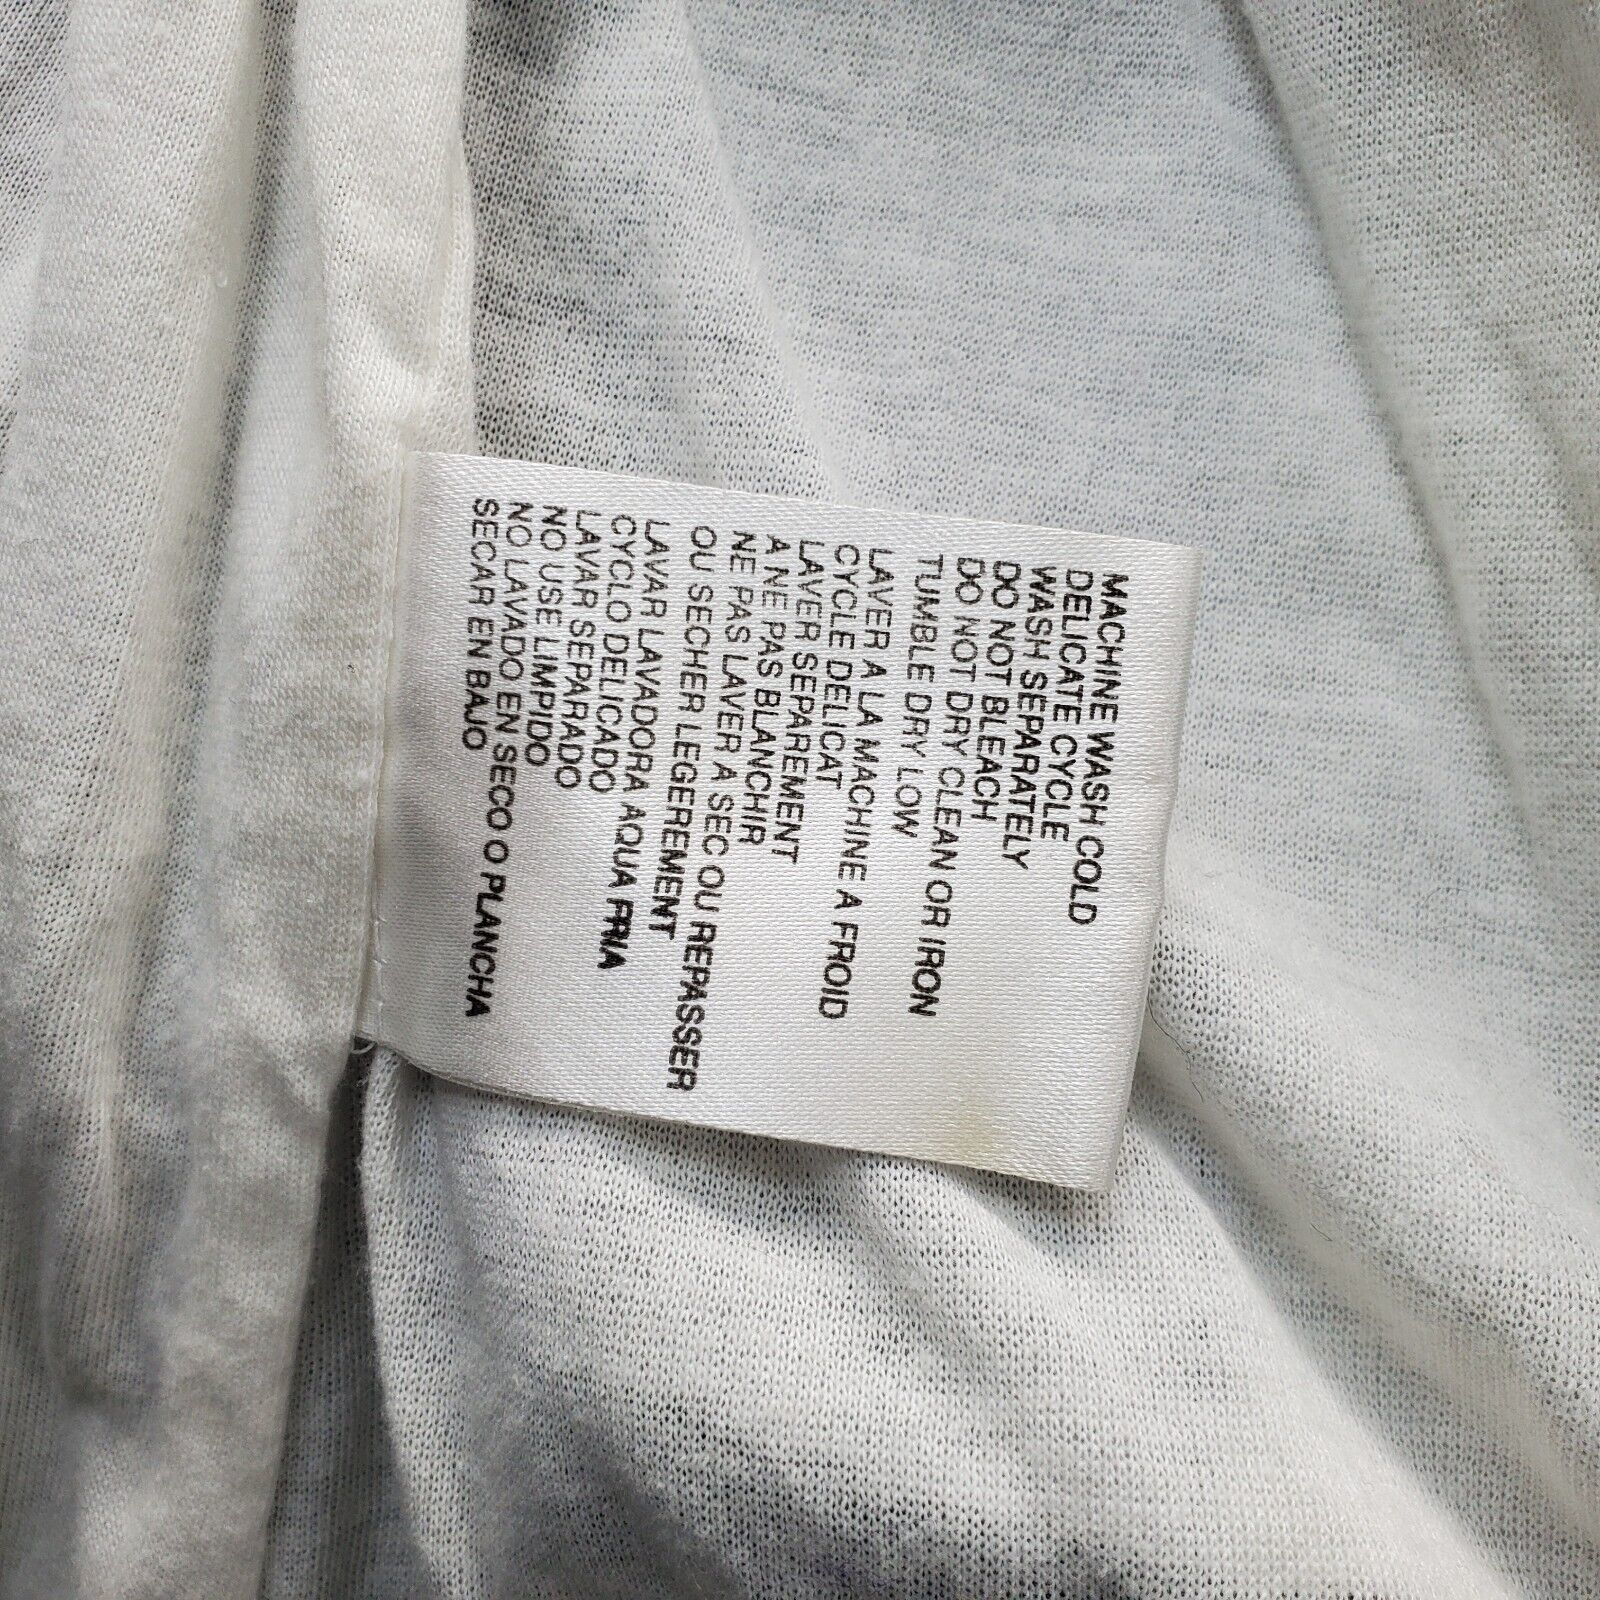 MACHINE WASH COLD
DELICATE CYCLE
WASH SEPARATELY
DO NOT BLEACH
DO NOT DRY CLEAN OR IRON
TUMBLE DRY LOW
LAVER A LA MACHINE A FROID
CYCLE DELICAT
LAVER SEPAREMENT
A NE PAS BLANCHIR
NE PAS LAVER A SEC OU REPASSER
OU SECHER LEGEREMENT
LAVAR LAVADORA AQUA FRIA
CYCLO DELICADO
LAVAR SEPARADO
NO USE LIMPIDO
NO LAVADO EN SECO O PLANCHA
SECAR EN BAJO